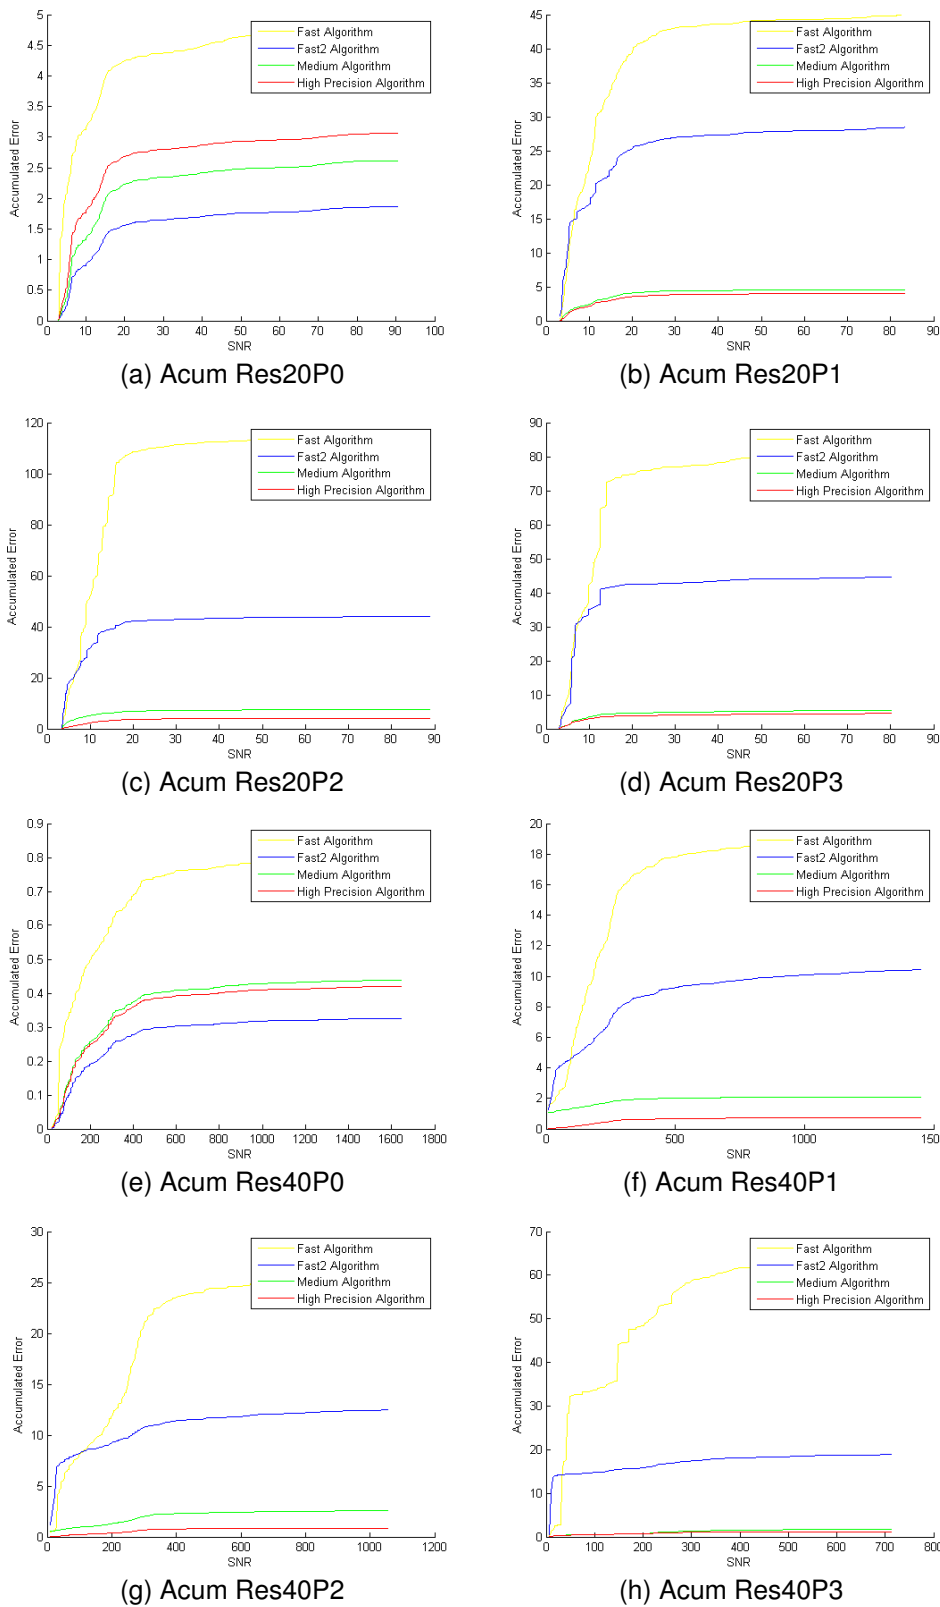 5
4.5
4
3.5
3
2.5
2
1.5
1
0.5
0
Accumulated Error
Fast Algorithm
Fast2 Algorithm
Medium Algorithm
High Precision Algorithm
0 10 20 30 40 50 60 70 80 90 100
SNR
(a) Acum Res20P0
45
40
35
30
25
20
15
10
5
0
Accumulated Error
Fast Algorithm
Fast2 Algorithm
Medium Algorithm
High Precision Algorithm
0 10 20 30 40 50 60 70 80 90
SNR
(b) Acum Res20P1
120
100
80
60
40
20
0
Accumulated Error
Fast Algorithm
Fast2 Algorithm
Medium Algorithm
High Precision Algorithm
0 10 20 30 40 50 60 70 80 90
SNR
(c) Acum Res20P2
90
80
70
60
50
40
30
20
10
0
Accumulated Error
Fast Algorithm
Fast2 Algorithm
Medium Algorithm
High Precision Algorithm
0 10 20 30 40 50 60 70 80 90
SNR
(d) Acum Res20P3
0.9
0.8
0.7
0.6
0.5
0.4
0.3
0.2
0.1
0
Accumulated Error
Fast Algorithm
Fast2 Algorithm
Medium Algorithm
High Precision Algorithm
0 200 400 600 800 1000 1200 1400 1600 1800
SNR
(e) Acum Res40P0
20
18
16
14
12
10
8
6
4
2
0
Accumulated Error
Fast Algorithm
Fast2 Algorithm
Medium Algorithm
High Precision Algorithm
0 500 1000 150
SNR
(f) Acum Res40P1
30
25
20
15
10
5
0
Accumulated Error
Fast Algorithm
Fast2 Algorithm
Medium Algorithm
High Precision Algorithm
0 200 400 600 800 1000 1200
SNR
(g) Acum Res40P2
70
60
50
40
30
20
10
0
Accumulated Error
Fast Algorithm
Fast2 Algorithm
Medium Algorithm
High Precision Algorithm
0 100 200 300 400 500 600 700 800
SNR
(h) Acum Res40P3